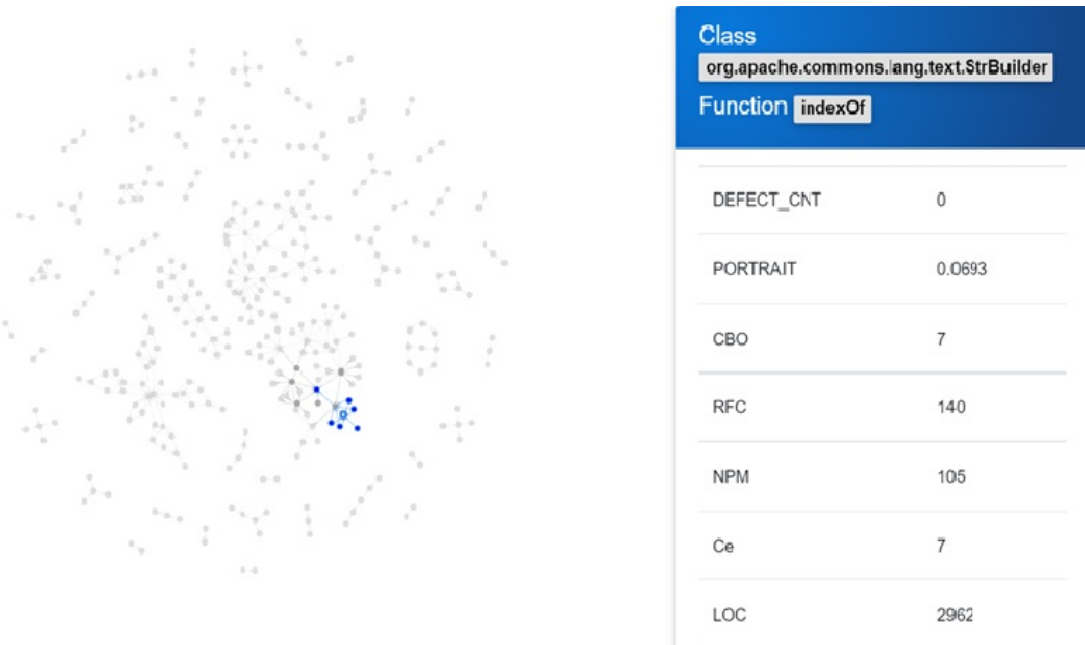 Class
org.apache.commons.lang.text.StrBuilder
Function indexOf
DEFECT_CNT 0
PORTRAIT 0.0693
CBO 7
RFC 140
NPM 105
Ce 7
LOC 2962